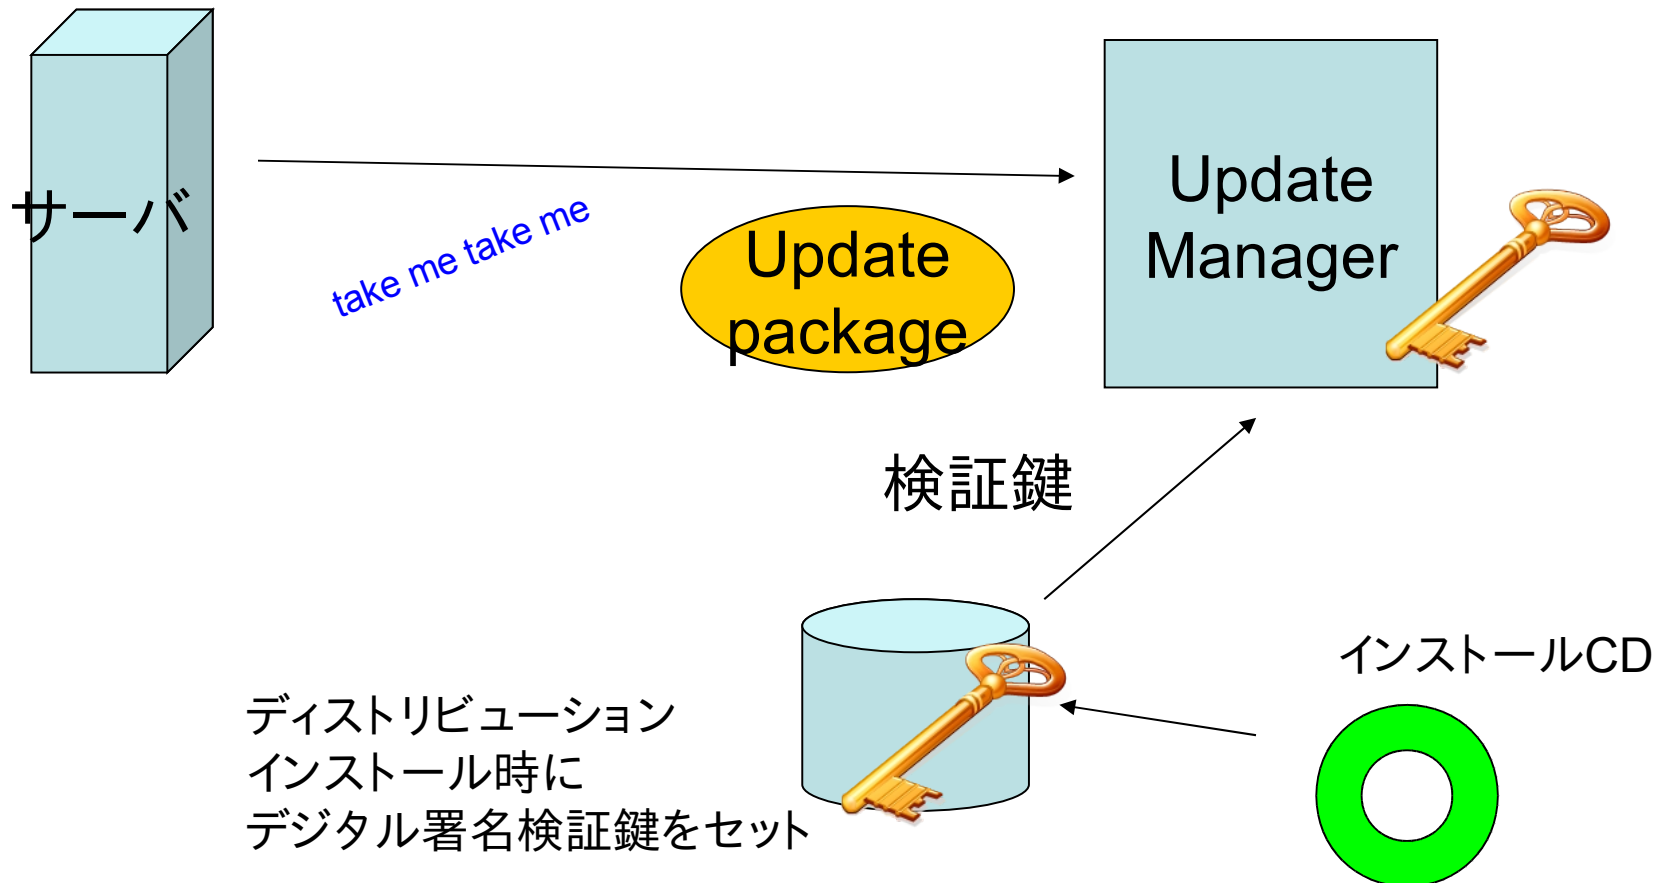 サーバ
take me take me
Update
package
Update
Manager
検証鍵
インストールCD
ディストリビューション
インストール時に
デジタル署名検証鍵をセット